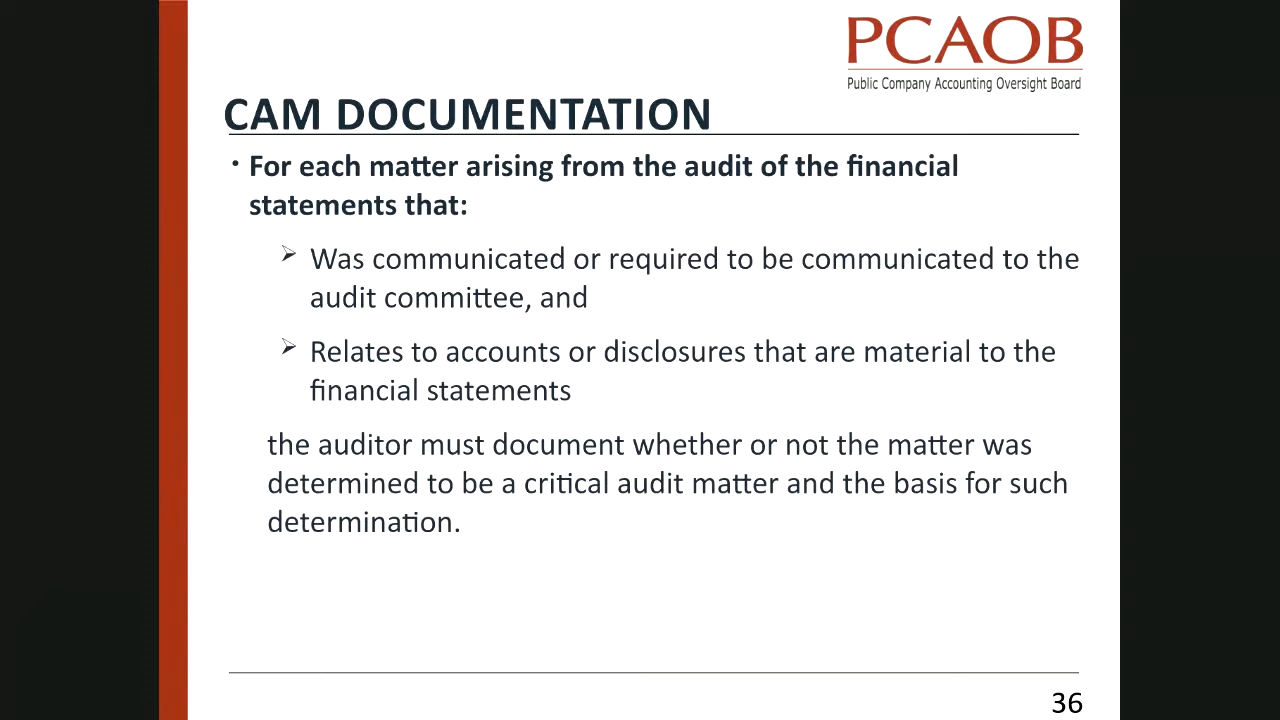 PCAOB
Public Company Accounting Oversight Board
CAM DOCUMENTATION
• For each matter arising from the audit of the financial
statements that:
➢ Was communicated or required to be communicated to the
audit committee, and
➢ Relates to accounts or disclosures that are material to the
financial statements
the auditor must document whether or not the matter was
determined to be a critical audit matter and the basis for such
determination.
36